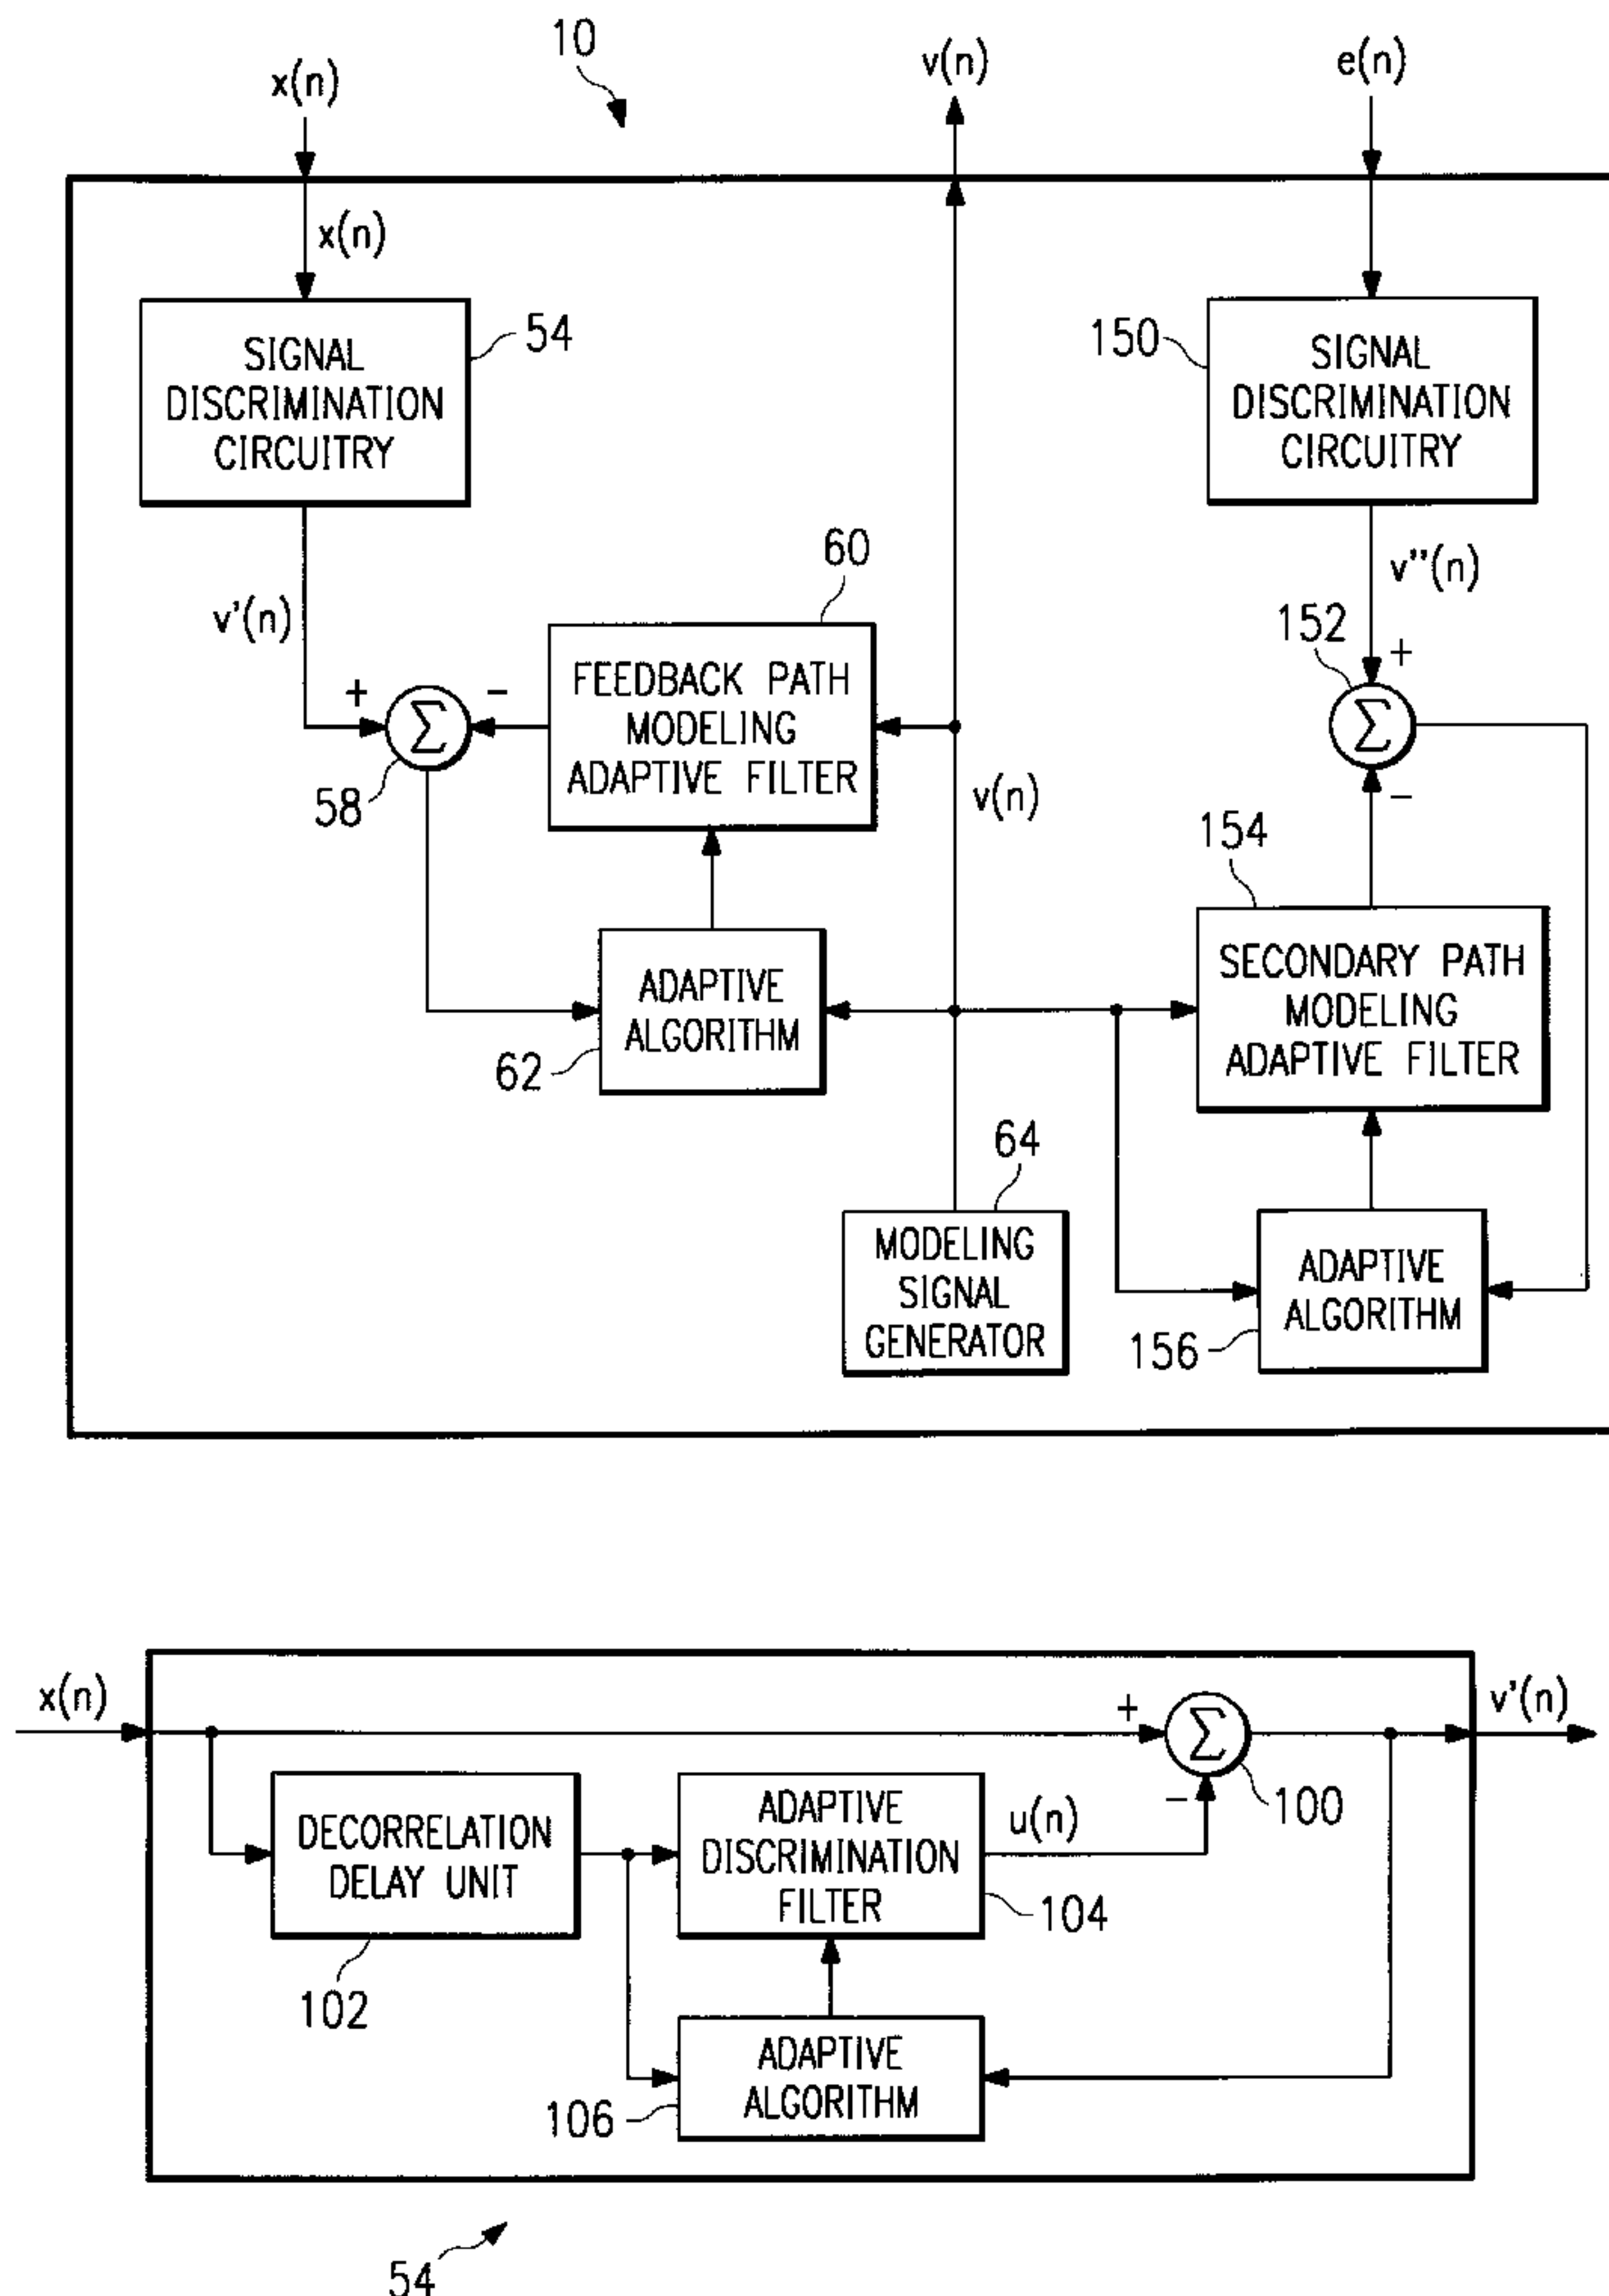 10
x(n)
v(n)
e(n)
x(n)
SIGNAL
DISCRIMINATION
CIRCUITRY
54
150
SIGNAL
DISCRIMINATION
CIRCUITRY
v'(n)
60
v''(n)
152
+
FEEDBACK PATH
MODELING
ADAPTIVE FILTER
+
Σ
-
58
Σ
-
v(n)
154
ADAPTIVE
ALGORITHM
62
SECONDARY PATH
MODELING
ADAPTIVE FILTER
64
MODELING
SIGNAL
GENERATOR
ADAPTIVE
ALGORITHM
156
x(n)
+
Σ
-
100
v'(n)
DECORRELATION
DELAY UNIT
102
ADAPTIVE
DISCRIMINATION
FILTER
u(n)
104
ADAPTIVE
ALGORITHM
106
54